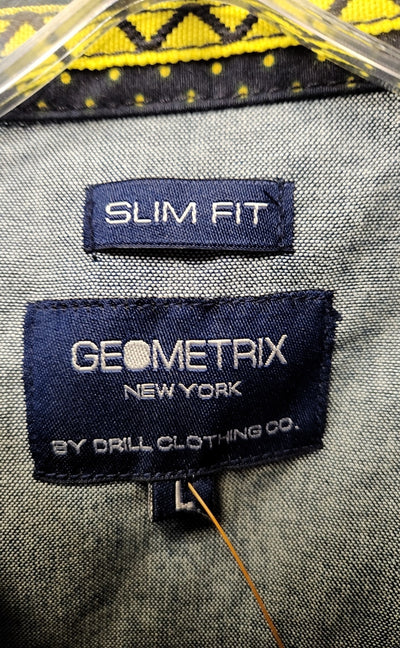 SLIM FIT
GEOMETRIX
NEW YORK
BY DRILL CLOTHING CO.
L